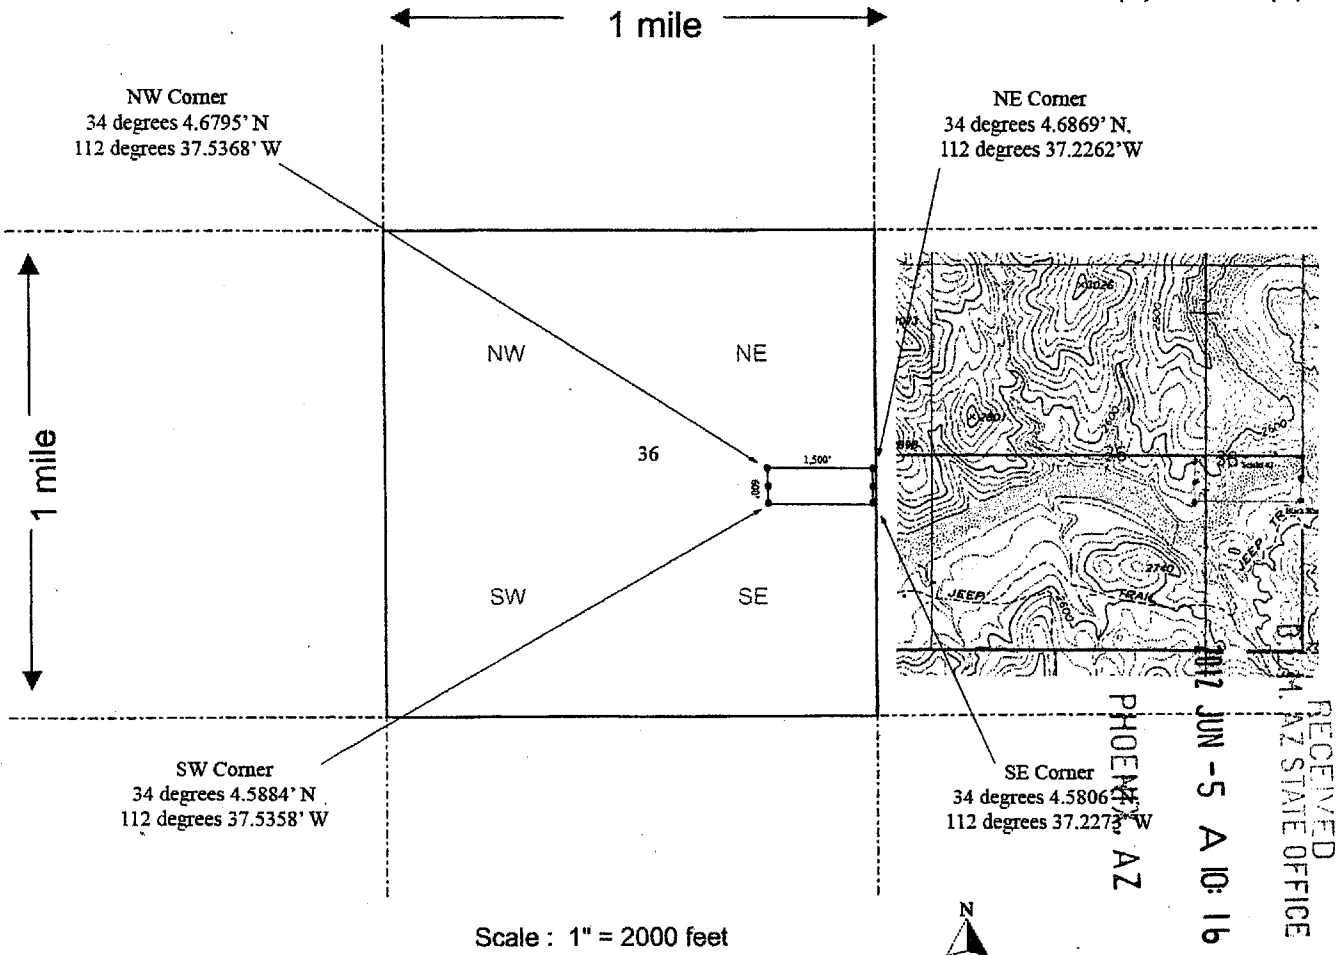 1 mile
NW Corner
34 degrees 4.6795' N
112 degrees 37.5368' W
NE Corner
34 degrees 4.6869' N,
112 degrees 37.2262' W
1 mile
NW
NE
36
1,500'
600'
SW
SE
36
2740
JEEP
TRAIL
2600
JEEP
SW Corner
34 degrees 4.5884' N
112 degrees 37.5358' W
SE Corner
34 degrees 4.5806' N,
112 degrees 37.2273' W
RECEIVED
AZ STATE OFFICE
2012 JUN -5 A 10: 16
PHOENIX, AZ
Scale : 1" = 2000 feet
N